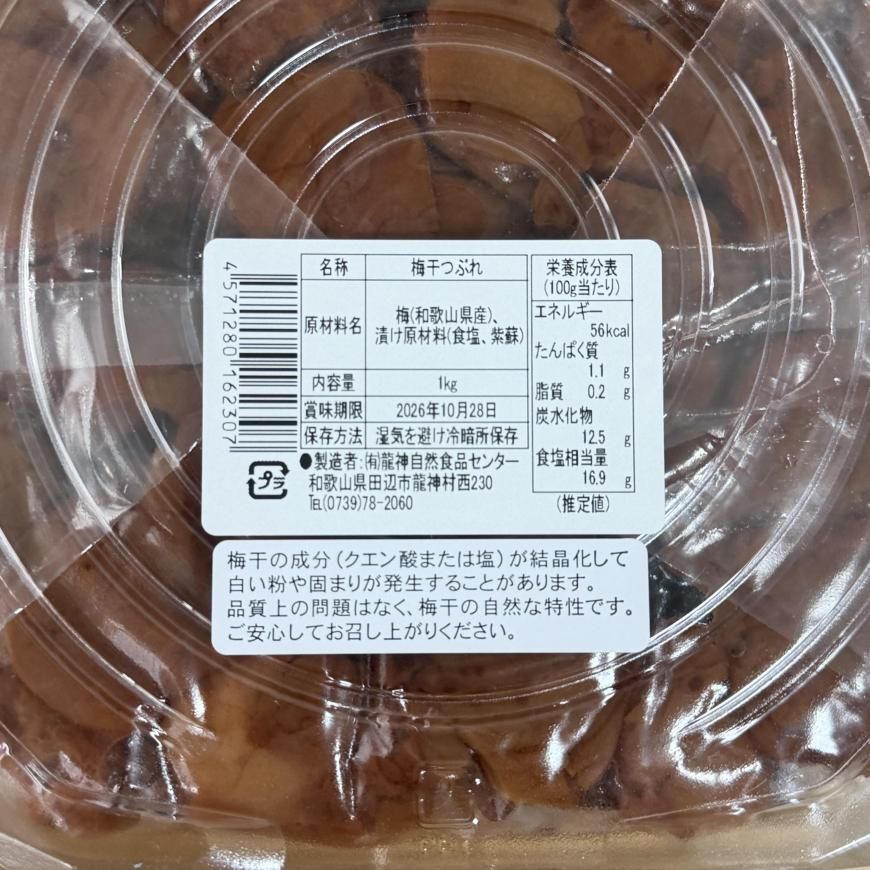 4571280162307
名称 梅干つぶれ
原材料名 梅(和歌山県産)、
漬け原材料(食塩、紫蘇)
内容量 1kg
賞味期限 2026年10月28日
保存方法 湿気を避け冷暗所保存
●製造者:㈲龍神自然食品センター
和歌山県田辺市龍神村西230
℡(0739)78-2060
プラ
栄養成分表
(100g当たり)
エネルギー
56kcal
たんぱく質
1.1 g
脂質 0.2 g
炭水化物
12.5 g
食塩相当量
16.9 g
(推定値)
梅干の成分(クエン酸または塩)が結晶化して
白い粉や固まりが発生することがあります。
品質上の問題はなく、梅干の自然な特性です。
ご安心してお召し上がりください。